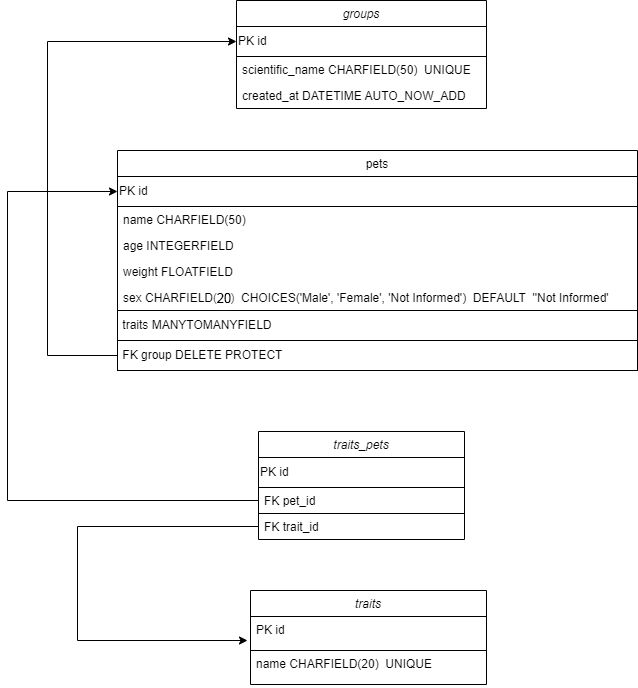 groups
PK id
scientific_name CHARFIELD(50) UNIQUE
created_at DATETIME AUTO_NOW_ADD
pets
PK id
name CHARFIELD(50)
age INTEGERFIELD
weight FLOATFIELD
sex CHARFIELD(20) CHOICES('Male', 'Female', 'Not Informed') DEFAULT "Not Informed'
traits MANYTOMANYFIELD
FK group DELETE PROTECT
traits_pets
PK id
FK pet_id
FK trait_id
traits
PK id
name CHARFIELD(20) UNIQUE